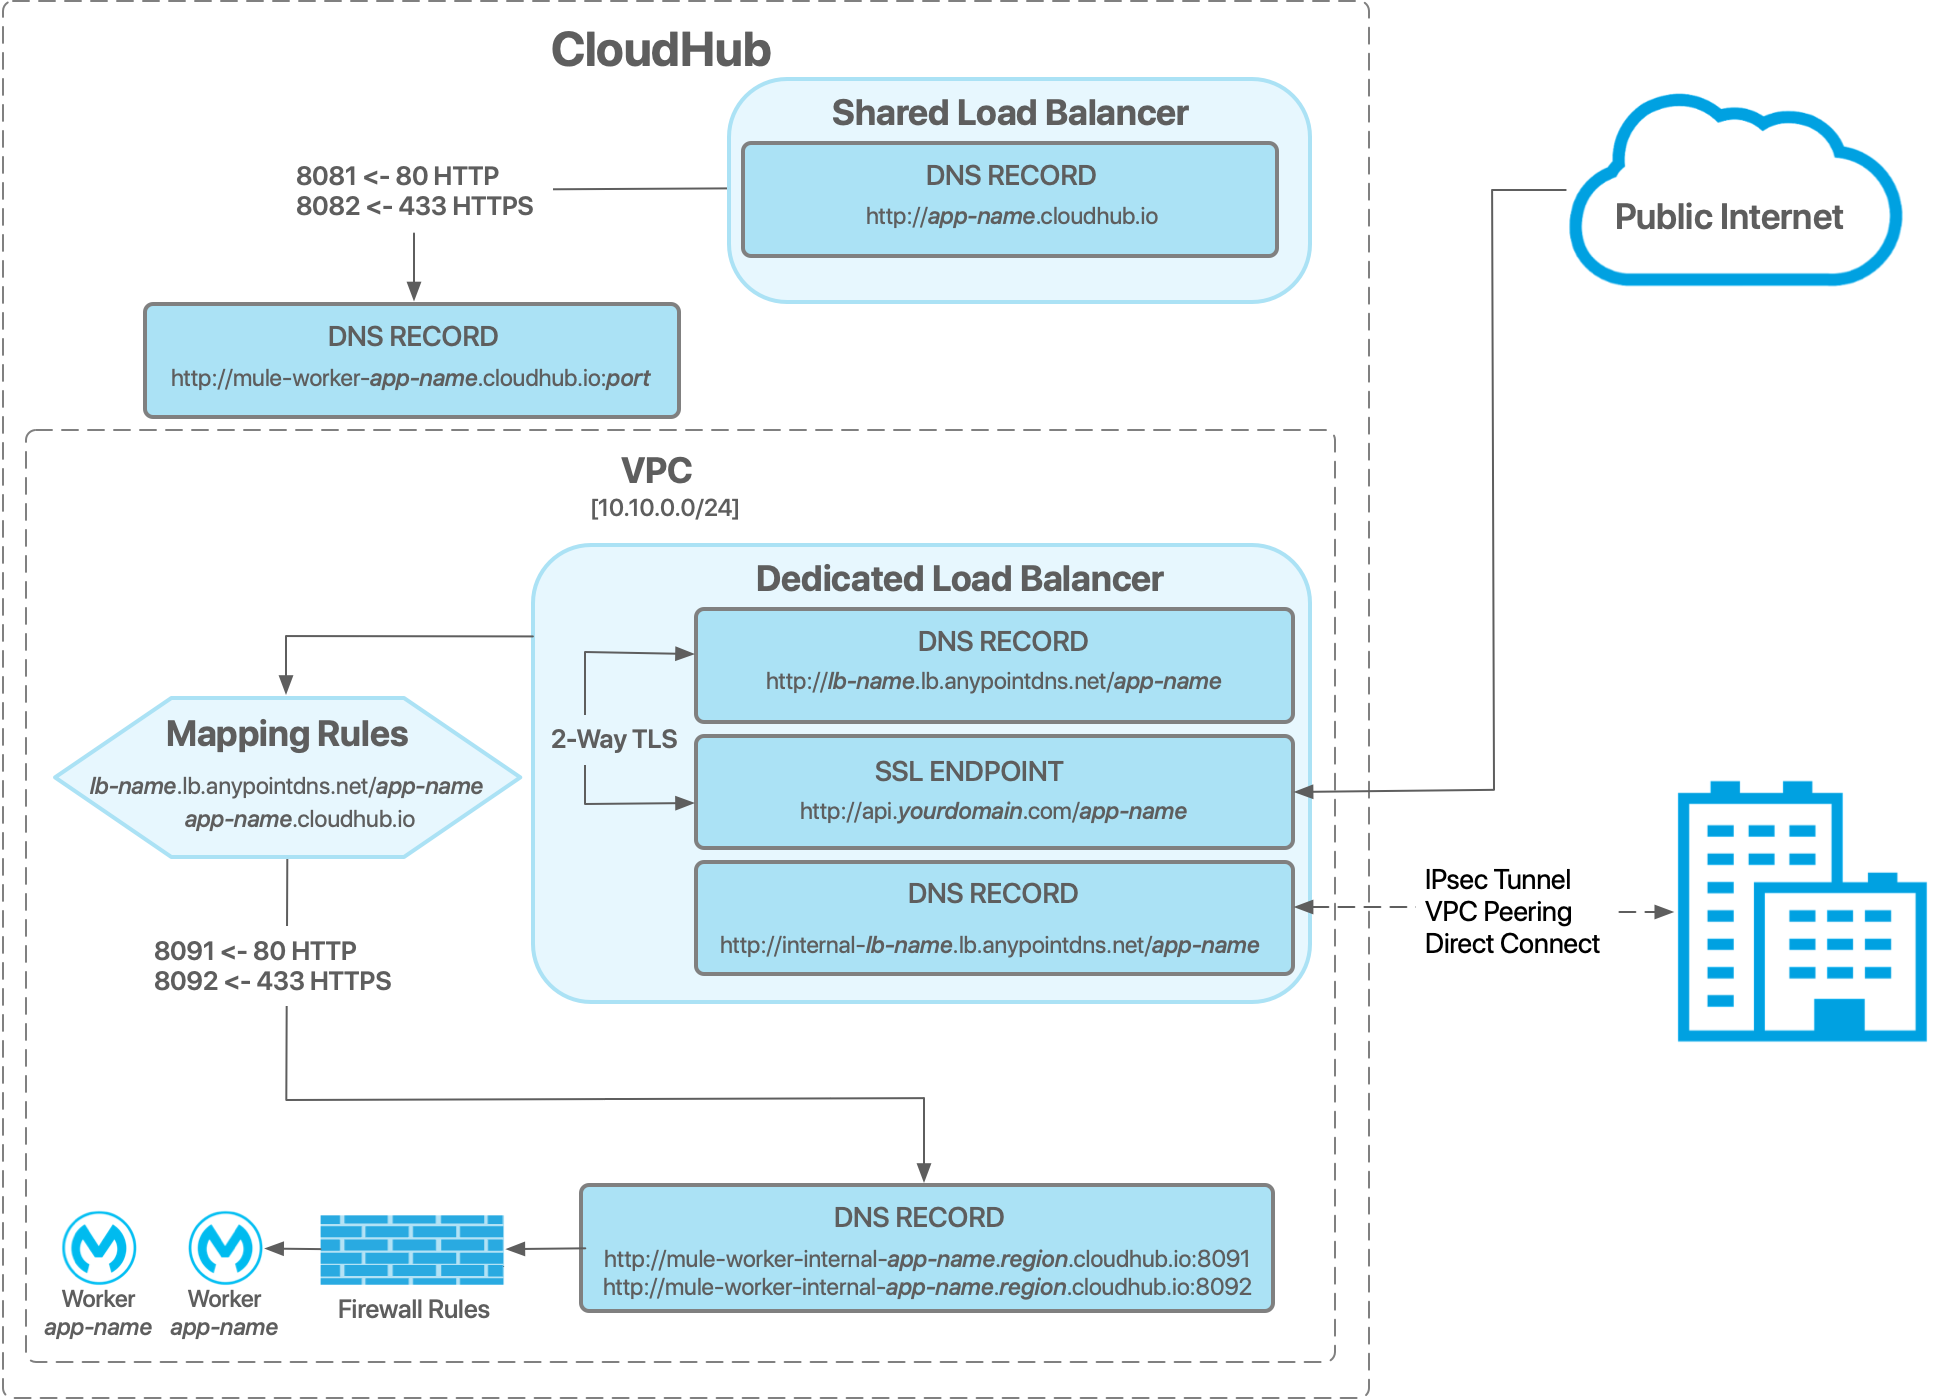 CloudHub
Shared Load Balancer
DNS RECORD
http://app-name.cloudhub.io
8081 <- 80 HTTP
8082 <- 433 HTTPS
DNS RECORD
http://mule-worker-app-name.cloudhub.io:port
Public Internet
VPC
[10.10.0.0/24]
Dedicated Load Balancer
DNS RECORD
http://lb-name.lb.anypointdns.net/app-name
2-Way TLS
SSL ENDPOINT
http://api.yourdomain.com/app-name
DNS RECORD
http://internal-lb-name.lb.anypointdns.net/app-name
IPsec Tunnel
VPC Peering
Direct Connect
Mapping Rules
lb-name.lb.anypointdns.net/app-name
app-name.cloudhub.io
8091 <- 80 HTTP
8092 <- 433 HTTPS
DNS RECORD
http://mule-worker-internal-app-name.region.cloudhub.io:8091
http://mule-worker-internal-app-name.region.cloudhub.io:8092
Firewall Rules
Worker
app-name
Worker
app-name